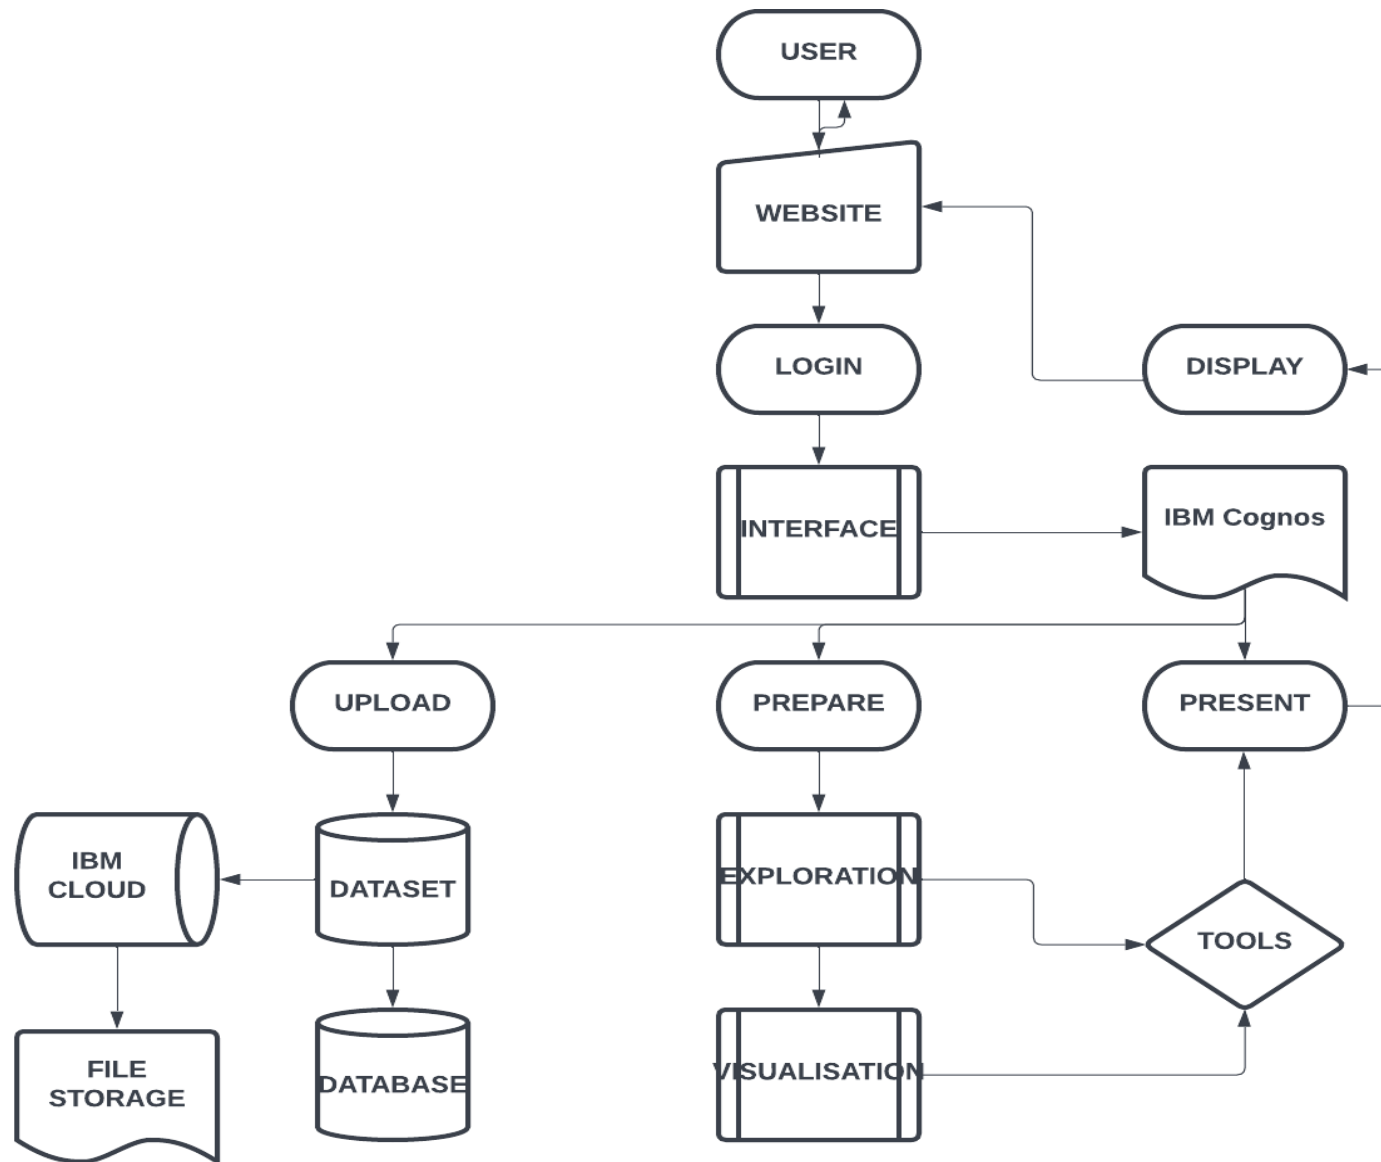 USER
WEBSITE
LOGIN
DISPLAY
INTERFACE
IBM Cognos
UPLOAD
PREPARE
PRESENT
IBM
CLOUD
DATASET
EXPLORATION
TOOLS
FILE
STORAGE
DATABASE
VISUALISATION